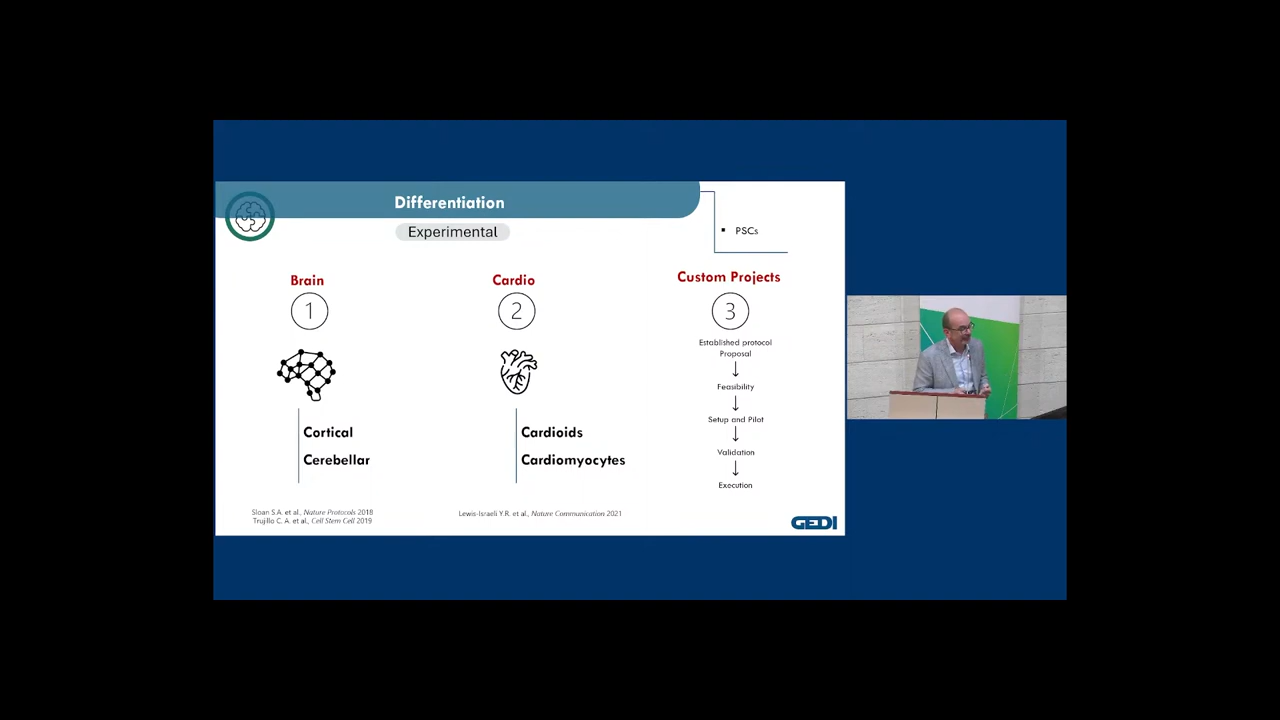 Differentiation
Experimental
▪ PSCs
Brain
1
Cortical
Cerebellar
Sloan S.A. et al., Nature Protocols 2018
Trujillo C. A. et al., Cell Stem Cell 2019
Cardio
2
Cardioids
Cardiomyocytes
Lewis-Israeli Y.R. et al., Nature Communication 2021
Custom Projects
3
Established protocol
Proposal
Feasibility
Setup and Pilot
Validation
Execution
GEDI